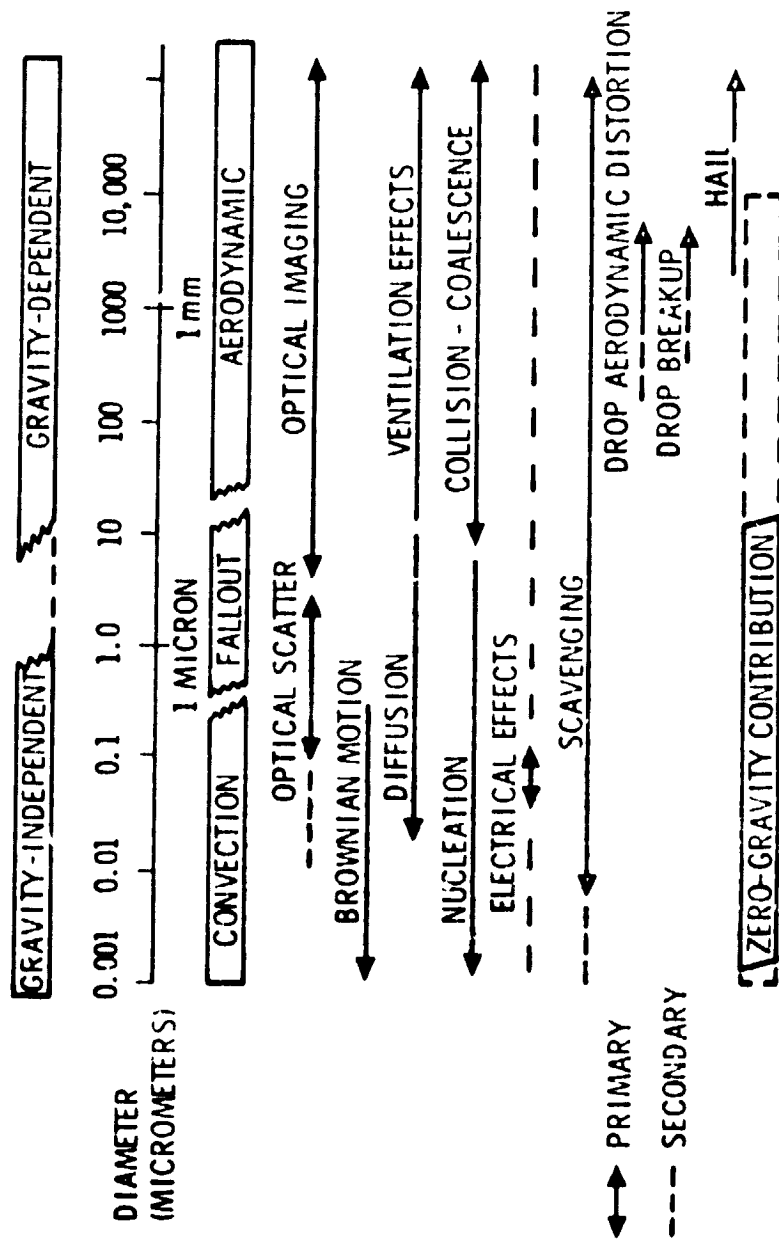 GRAVITY-INDEPENDENT GRAVITY-DEPENDENT
DIAMETER
(MICROMETERS)
0.001 0.01 0.1 1.0 10 100 1000 10,000
1 MICRON 1 mm
CONVECTION FALLOUT AERODYNAMIC
OPTICAL SCATTER OPTICAL IMAGING
BROWNIAN MOTION
DIFFUSION VENTILATION EFFECTS
NUCLEATION COLLISION - COALESCENCE
ELECTRICAL EFFECTS
SCAVENGING
DROP AERODYNAMIC DISTORTION
DROP BREAKUP
HAIL
ZERO-GRAVITY CONTRIBUTION
PRIMARY
SECONDARY